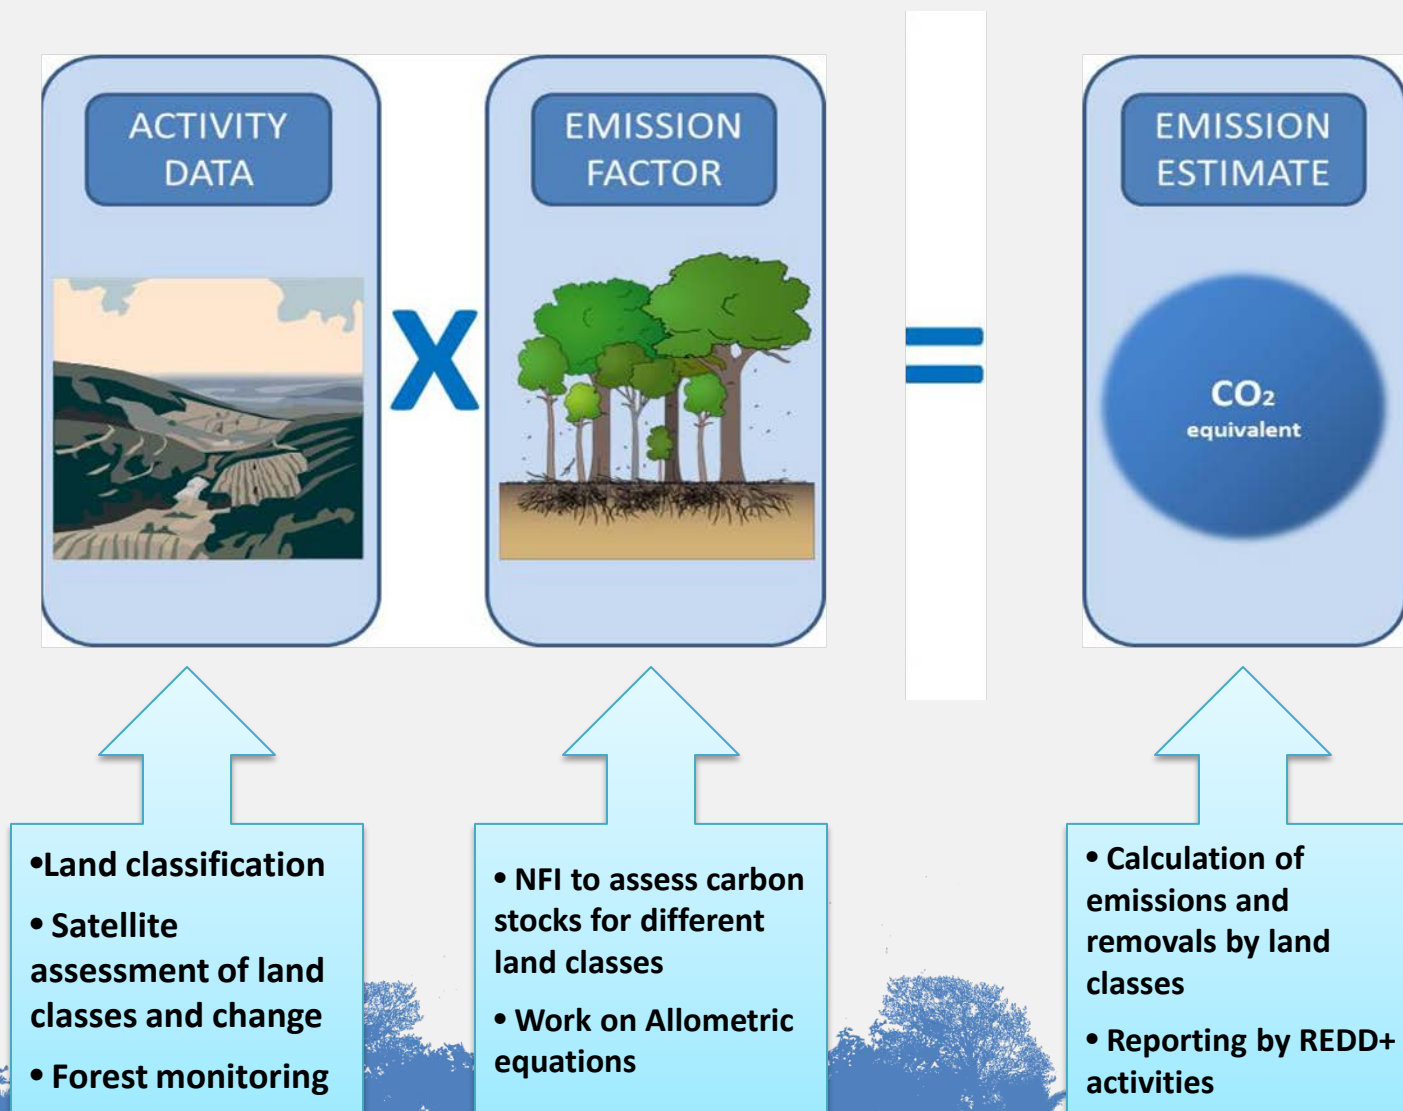 ACTIVITY
DATA
X
EMISSION
FACTOR
=
EMISSION
ESTIMATE
CO₂
equivalent
•Land classification
• Satellite
assessment of land
classes and change
• Forest monitoring
• NFI to assess carbon
stocks for different
land classes
• Work on Allometric
equations
• Calculation of
emissions and
removals by land
classes
• Reporting by REDD+
activities